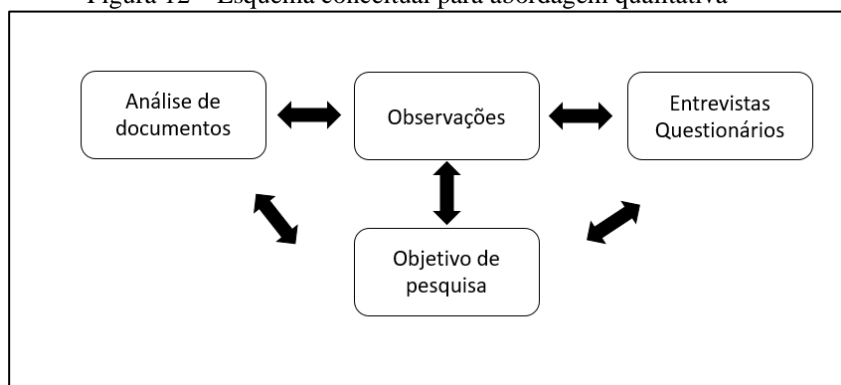 Figura 12 – Esquema conceitual para abordagem qualitativa
Análise de
documentos
Observações
Entrevistas
Questionários
Objetivo de
pesquisa